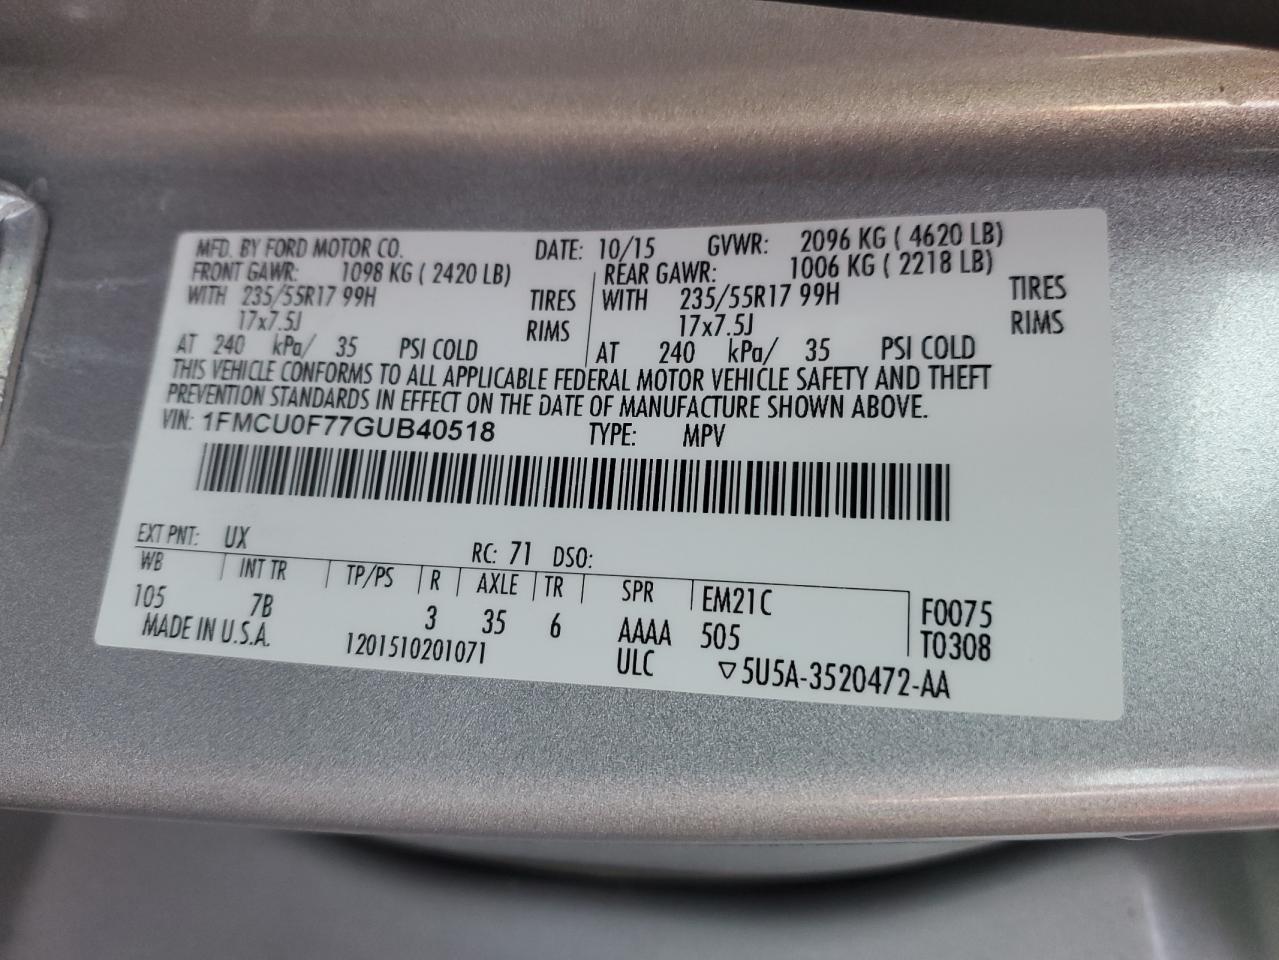 MFD. BY FORD MOTOR CO. DATE: 10/15 GVWR: 2096 KG ( 4620 LB)
FRONT GAWR: 1098 KG ( 2420 LB) REAR GAWR: 1006 KG ( 2218 LB)
WITH 235/55R17 99H TIRES WITH 235/55R17 99H TIRES
17x7.5J RIMS 17x7.5J RIMS
AT 240 kPa/ 35 PSI COLD AT 240 kPa/ 35 PSI COLD
THIS VEHICLE CONFORMS TO ALL APPLICABLE FEDERAL MOTOR VEHICLE SAFETY AND THEFT
PREVENTION STANDARDS IN EFFECT ON THE DATE OF MANUFACTURE SHOWN ABOVE.
VIN: 1FMCU0F77GUB40518 TYPE: MPV
EXT PNT: UX RC: 71 DSO:
WB INT TR TP/PS R AXLE TR SPR EM21C F0075
105 7B 3 35 6 AAAA 505 T0308
MADE IN U.S.A. 1201510201071 ULC ▽5U5A-3520472-AA